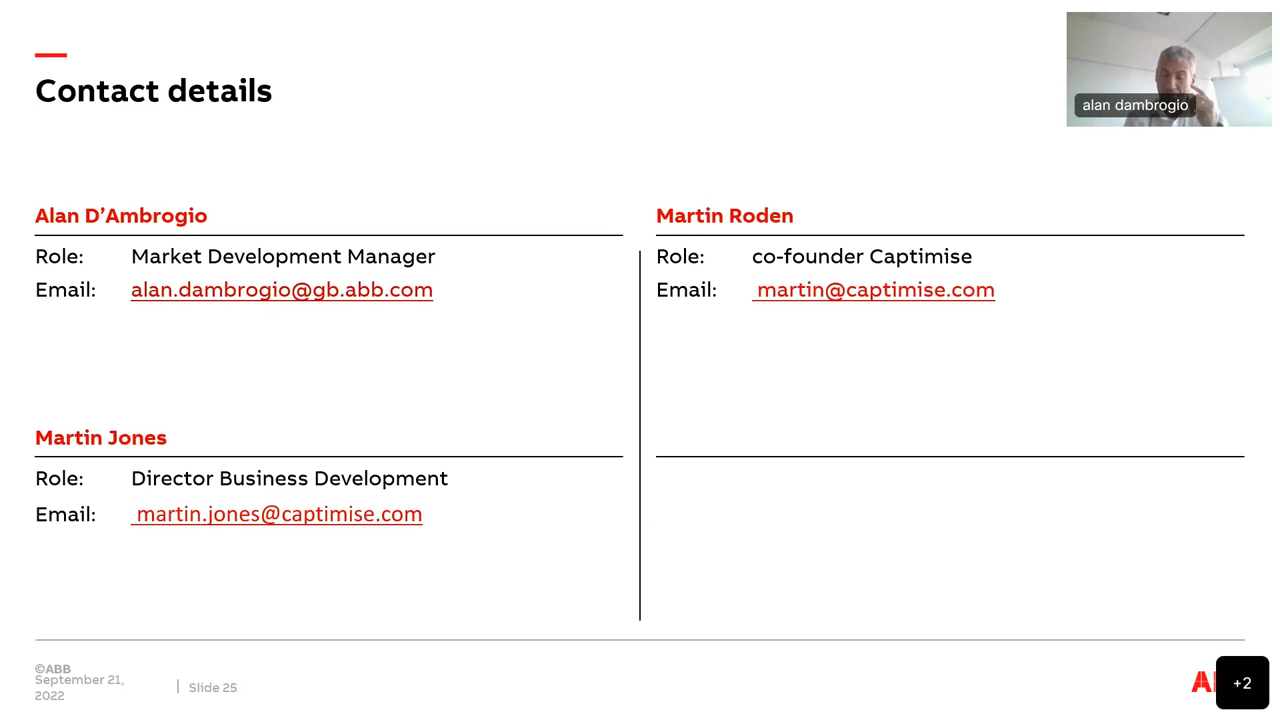 Contact details
alan dambrogio
Alan D’Ambrogio
Role: Market Development Manager
Email: alan.dambrogio@gb.abb.com
Martin Roden
Role: co-founder Captimise
Email: martin@captimise.com
Martin Jones
Role: Director Business Development
Email: martin.jones@captimise.com
©ABB
September 21,
2022
Slide 25
+2